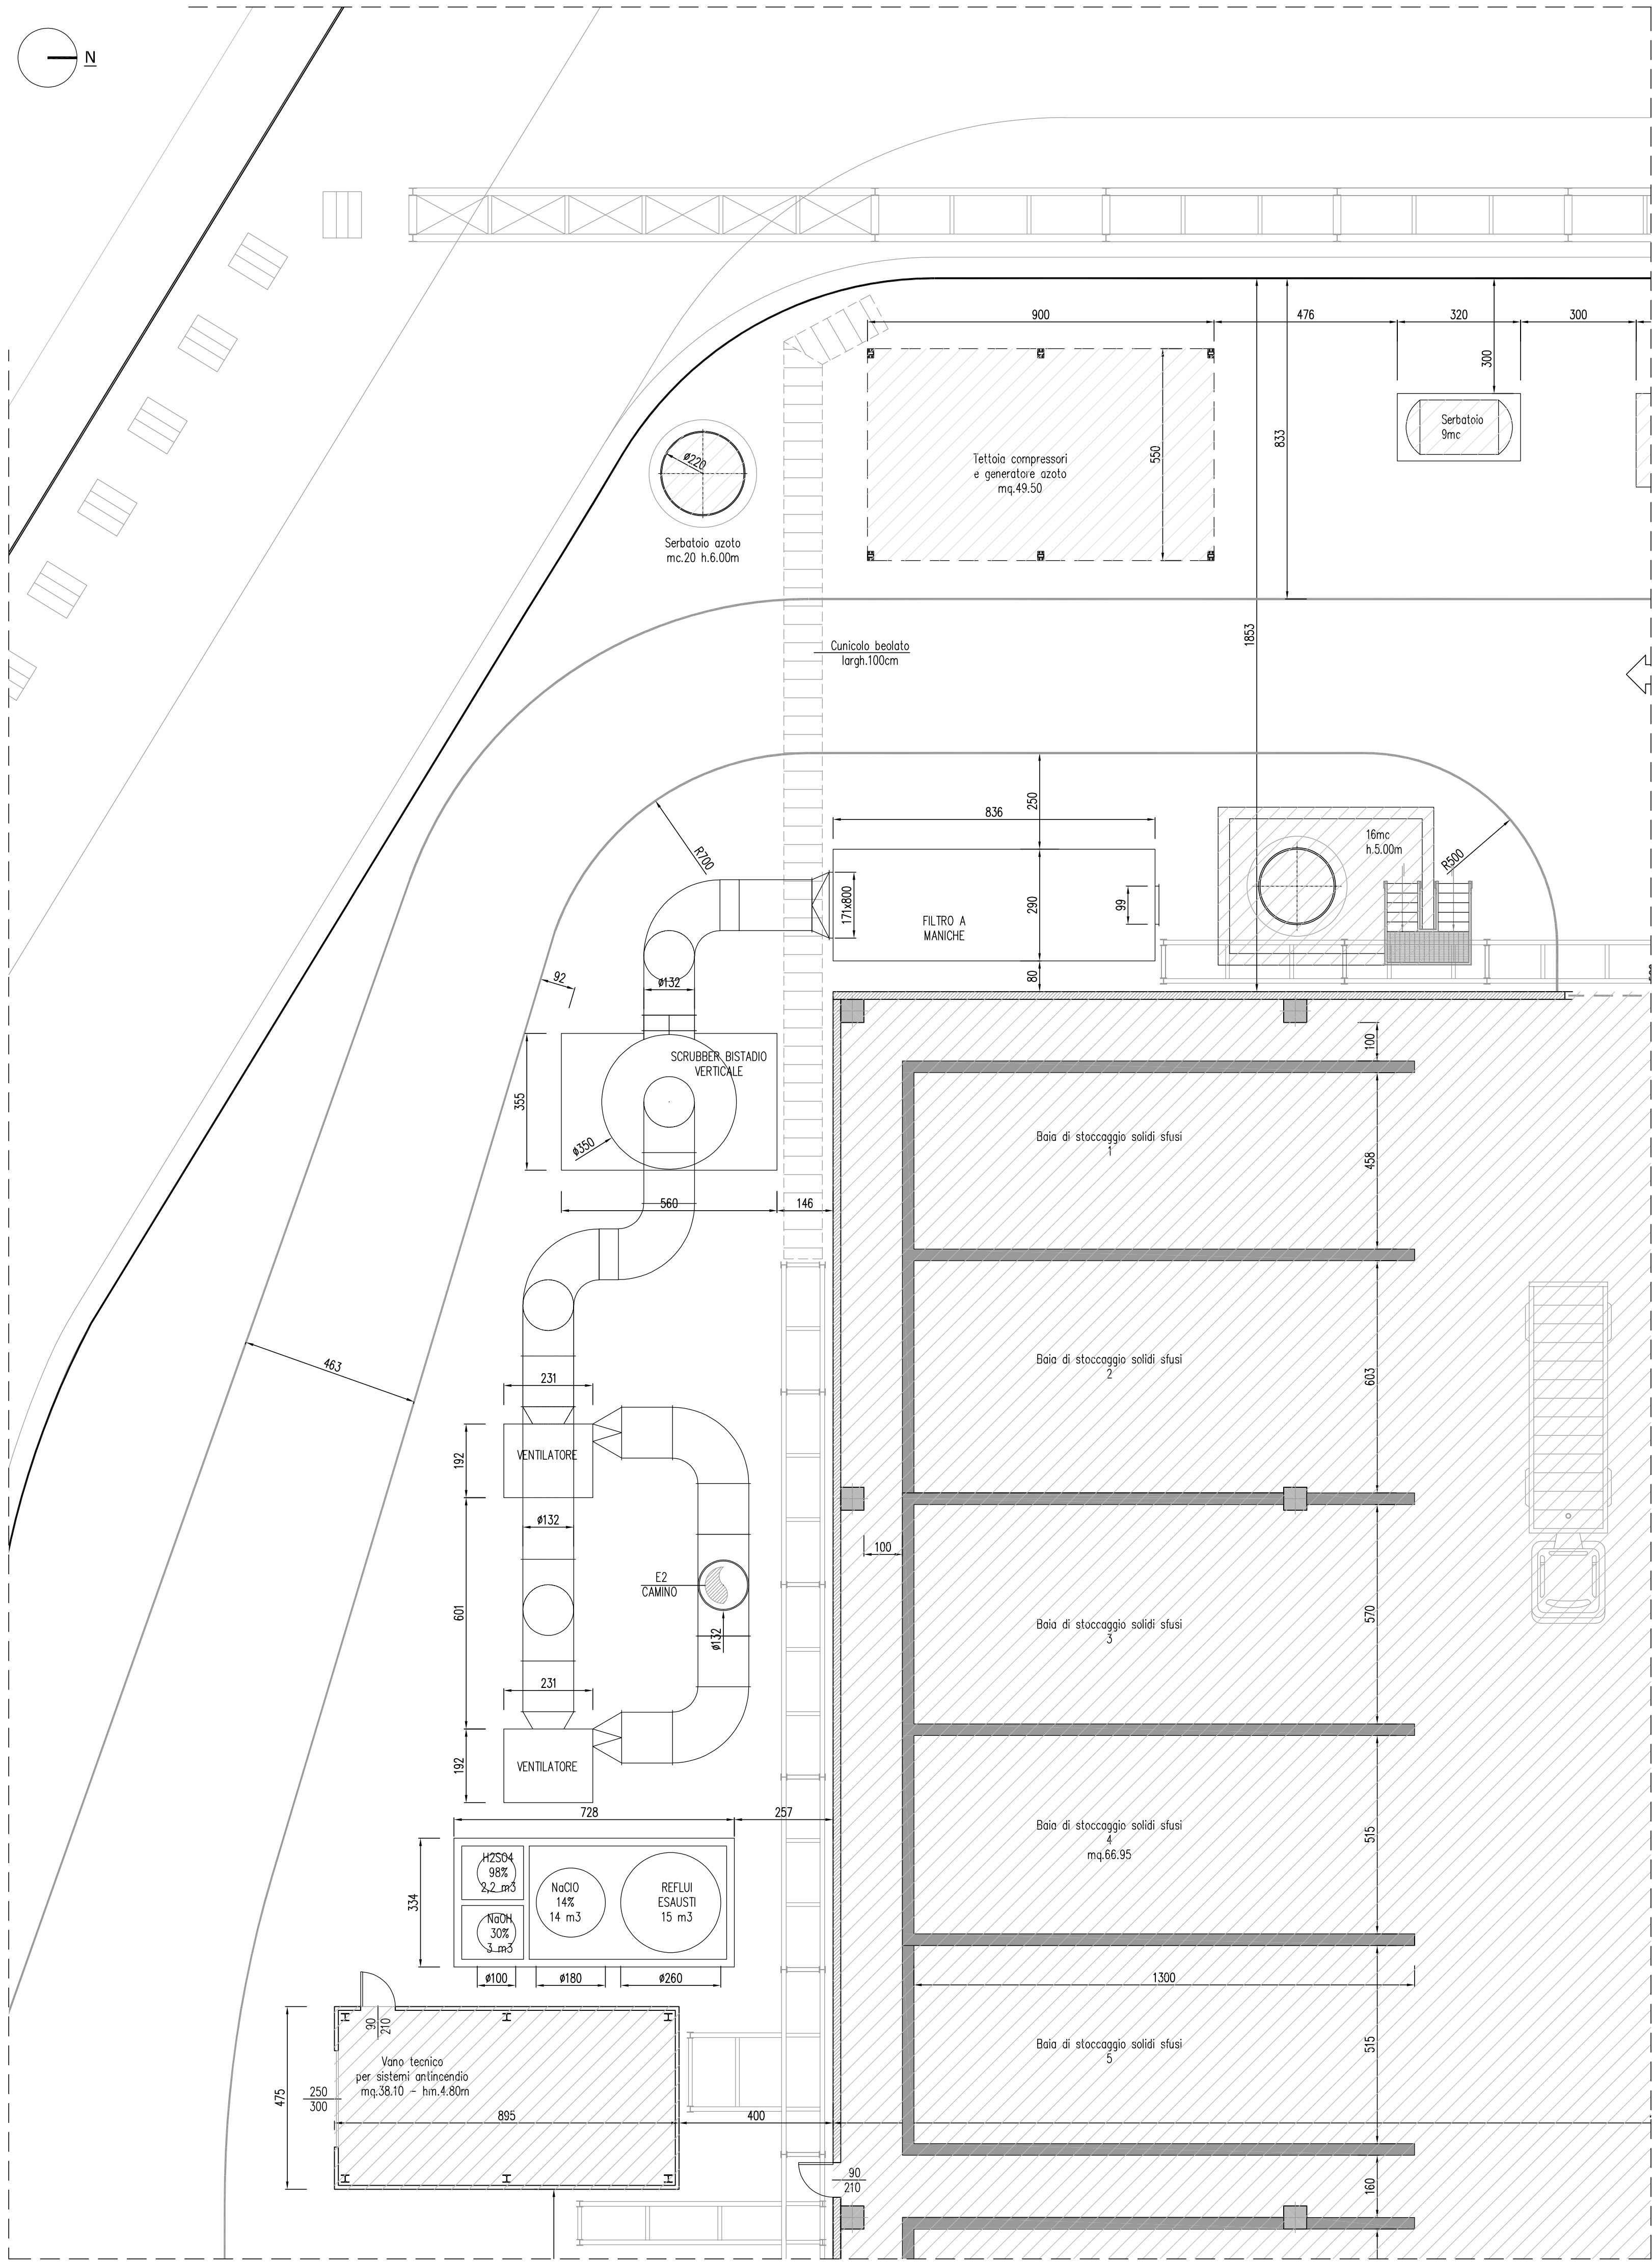 N
900
476
320
300
300
833
Serbatoio
9mc
ø220
550
Tettoia compressori
e generatore azoto
mq.49.50
Serbatoio azoto
mc.20 h.6.00m
1853
Cunicolo beolato
largh.100cm
250
836
16mc
h.5.00m
R500
R700
171x800
290
99
FILTRO A
MANICHE
80
92
ø132
100
SCRUBBER BISTADIO
VERTICALE
355
ø350
Baia di stoccaggio solidi sfusi
1
458
560
146
463
231
Baia di stoccaggio solidi sfusi
2
603
VENTILATORE
192
ø132
100
E2
CAMINO
601
ø132
Baia di stoccaggio solidi sfusi
3
570
231
VENTILATORE
192
728
257
Baia di stoccaggio solidi sfusi
4
mq.66.95
515
334
H2SO4
98%
2,2 m3
NaClO
14%
14 m3
REFLUI
ESAUSTI
15 m3
NaOH
30%
3 m3
ø100
ø180
ø260
1300
90
210
Vano tecnico
per sistemi antincendio
mq.38.10 - hm.4.80m
Baia di stoccaggio solidi sfusi
5
515
475
250
300
895
400
90
210
160